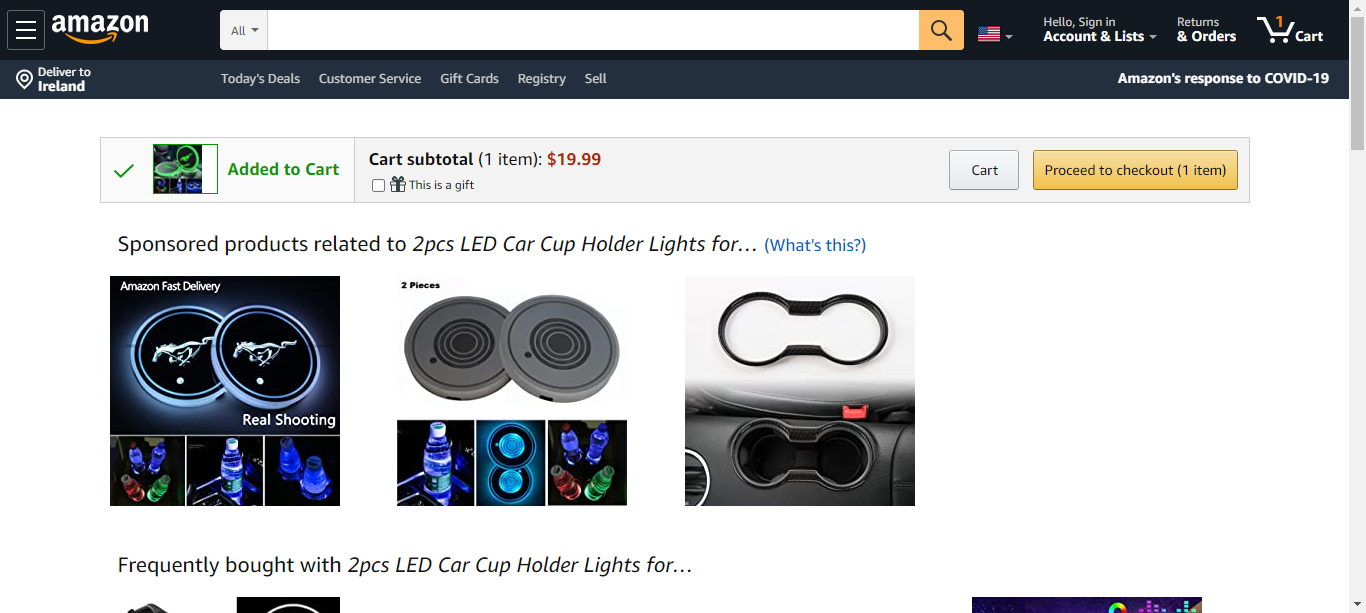 amazon
All
Hello, Sign in
Account & Lists
Returns
& Orders
1
Cart
Deliver to
Ireland
Today's Deals
Customer Service
Gift Cards
Registry
Sell
Amazon's response to COVID-19
Added to Cart
Cart subtotal (1 item): $19.99
This is a gift
Cart
Proceed to checkout (1 item)
Sponsored products related to 2pcs LED Car Cup Holder Lights for… (What's this?)
Amazon Fast Delivery
Real Shooting
2 Pieces
Frequently bought with 2pcs LED Car Cup Holder Lights for…